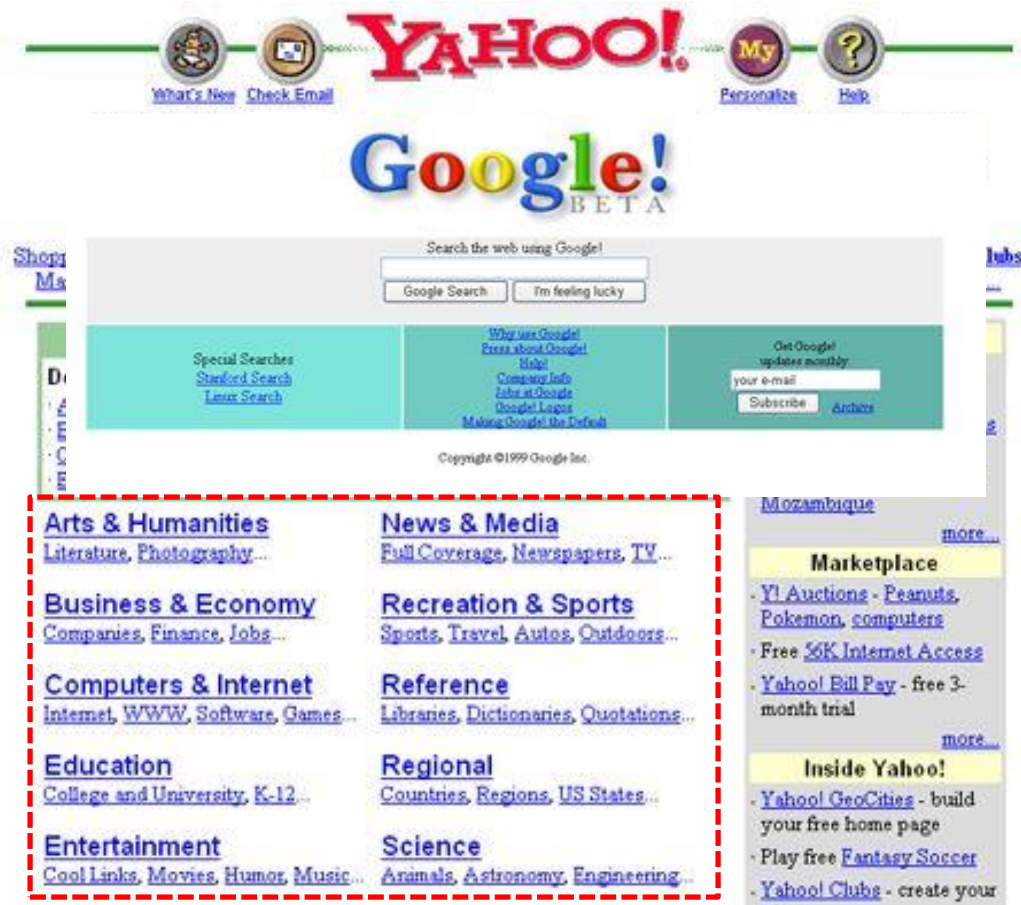 YAHOO!
My
?
What's New Check Email Personalize Help
Google!
BETA
Search the web using Google!
Google Search I'm feeling lucky
Special Searches
Stanford Search
Linux Search
Why use Google!
Press about Google!
Help!
Company Info
Jobs at Google
Google! Logos
Making Google! the Default
Get Google!
updates monthly:
your e-mail
Subscribe Archive
Copyright ©1999 Google Inc.
Arts & Humanities
Literature, Photography...
Business & Economy
Companies, Finance, Jobs...
Computers & Internet
Internet, WWW, Software, Games...
Education
College and University, K-12...
Entertainment
Cool Links, Movies, Humor, Music...
News & Media
Full Coverage, Newspapers, TV...
Recreation & Sports
Sports, Travel, Autos, Outdoors...
Reference
Libraries, Dictionaries, Quotations...
Regional
Countries, Regions, US States...
Science
Animals, Astronomy, Engineering...
Mozambique
more...
Marketplace
· Y! Auctions - Peanuts,
Pokemon, computers
· Free 56K Internet Access
· Yahoo! Bill Pay - free 3-
month trial
more...
Inside Yahoo!
· Yahoo! GeoCities - build
your free home page
· Play free Fantasy Soccer
· Yahoo! Clubs - create your